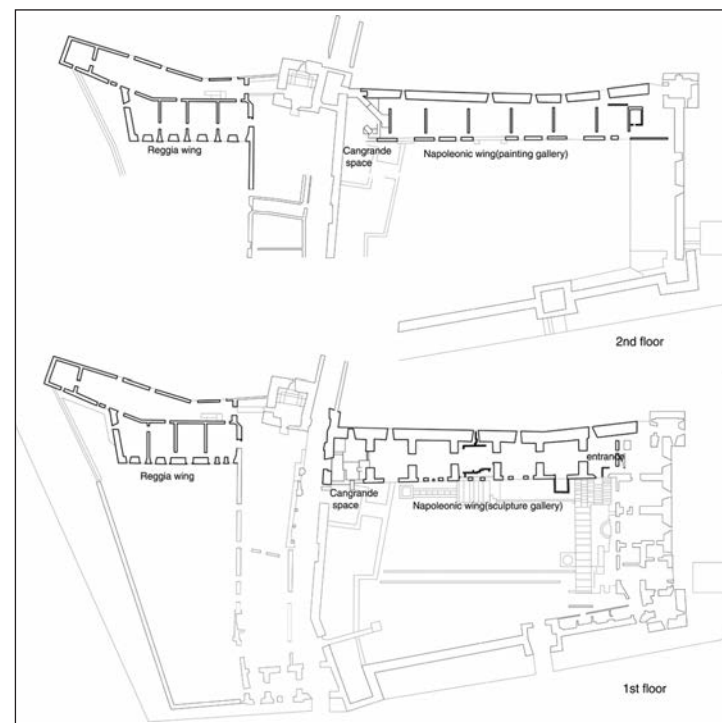 Reggia wing
Cangrande
space
Napoleonic wing(painting gallery)
2nd floor
entrance
Reggia wing
Cangrande
space
Napoleonic wing(sculpture gallery)
1st floor